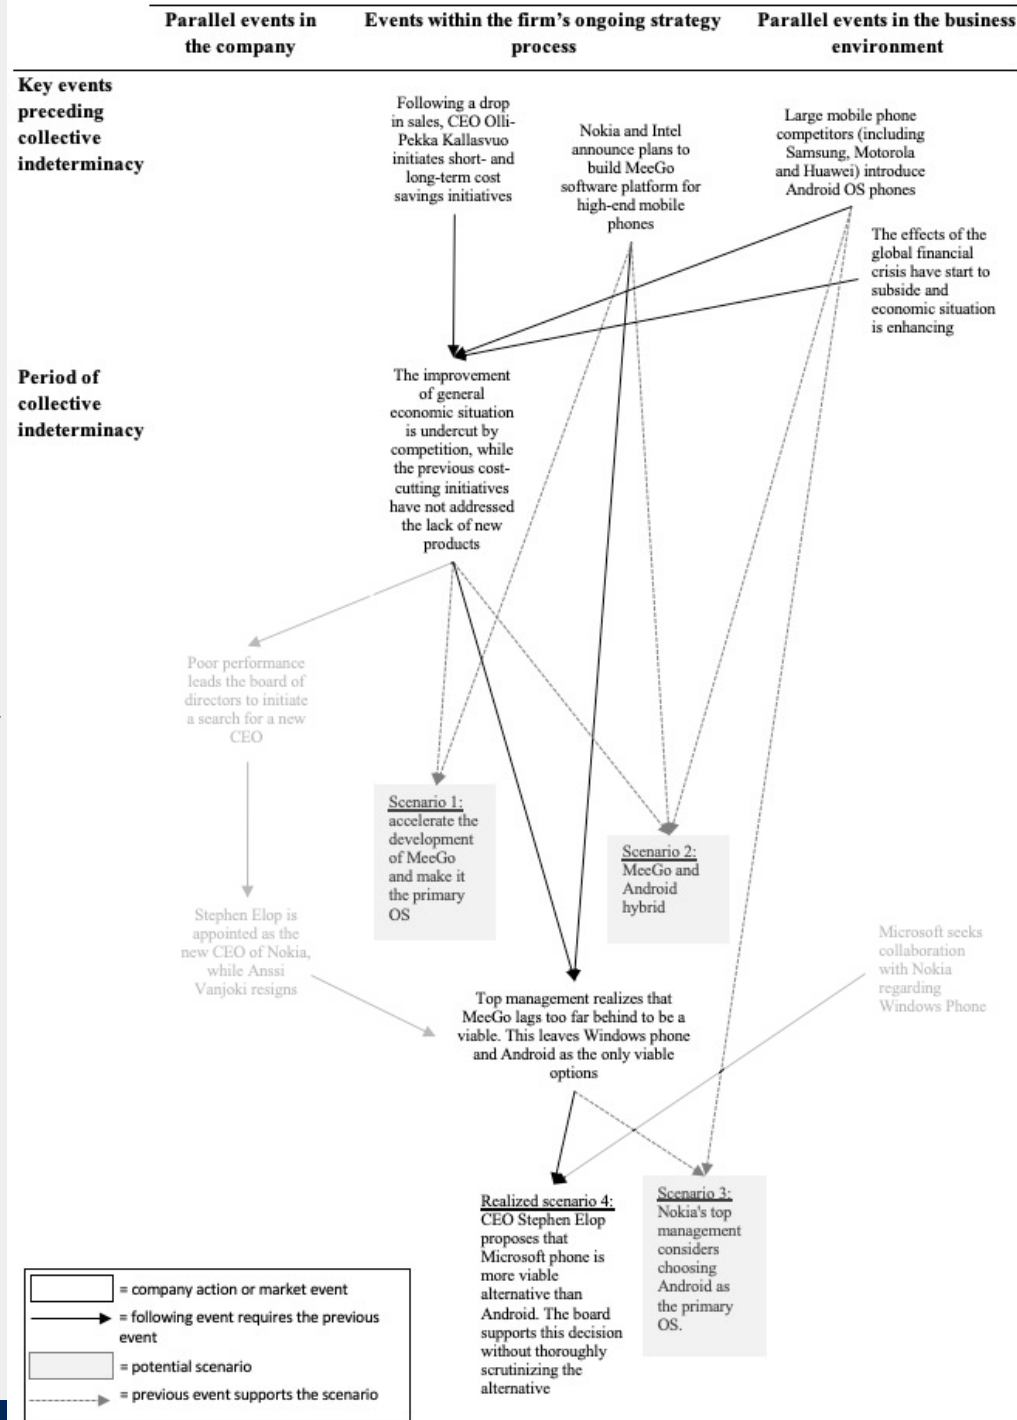 Parallel events in
the company
Events within the firm's ongoing strategy
process
Parallel events in the business
environment
Key events
preceding
collective
indeterminacy
Following a drop
in sales, CEO Olli-
Pekka Kallasvuo
initiates short- and
long-term cost
savings initiatives
Nokia and Intel
announce plans to
build MeeGo
software platform for
high-end mobile
phones
Large mobile phone
competitors (including
Samsung, Motorola
and Huawei) introduce
Android OS phones
The effects of the
global financial
crisis have start to
subside and
economic situation
is enhancing
Period of
collective
indeterminacy
The improvement
of general
economic situation
is undercut by
competition, while
the previous cost-
cutting initiatives
have not addressed
the lack of new
products
Poor performance
leads the board of
directors to initiate
a search for a new
CEO
Scenario 1:
accelerate the
development
of MeeGo
and make it
the primary
OS
Scenario 2:
MeeGo and
Android
hybrid
Stephen Elop is
appointed as the
new CEO of Nokia,
while Anssi
Vanjoki resigns
Microsoft seeks
collaboration
with Nokia
regarding
Windows Phone
Top management realizes that
MeeGo lags too far behind to be a
viable. This leaves Windows phone
and Android as the only viable
options
Realized scenario 4:
CEO Stephen Elop
proposes that
Microsoft phone is
more viable
alternative than
Android. The board
supports this decision
without thoroughly
scrutinizing the
alternative
Scenario 3:
Nokia's top
management
considers
choosing
Android as
the primary
OS.
= company action or market event
= following event requires the previous
event
= potential scenario
= previous event supports the scenario